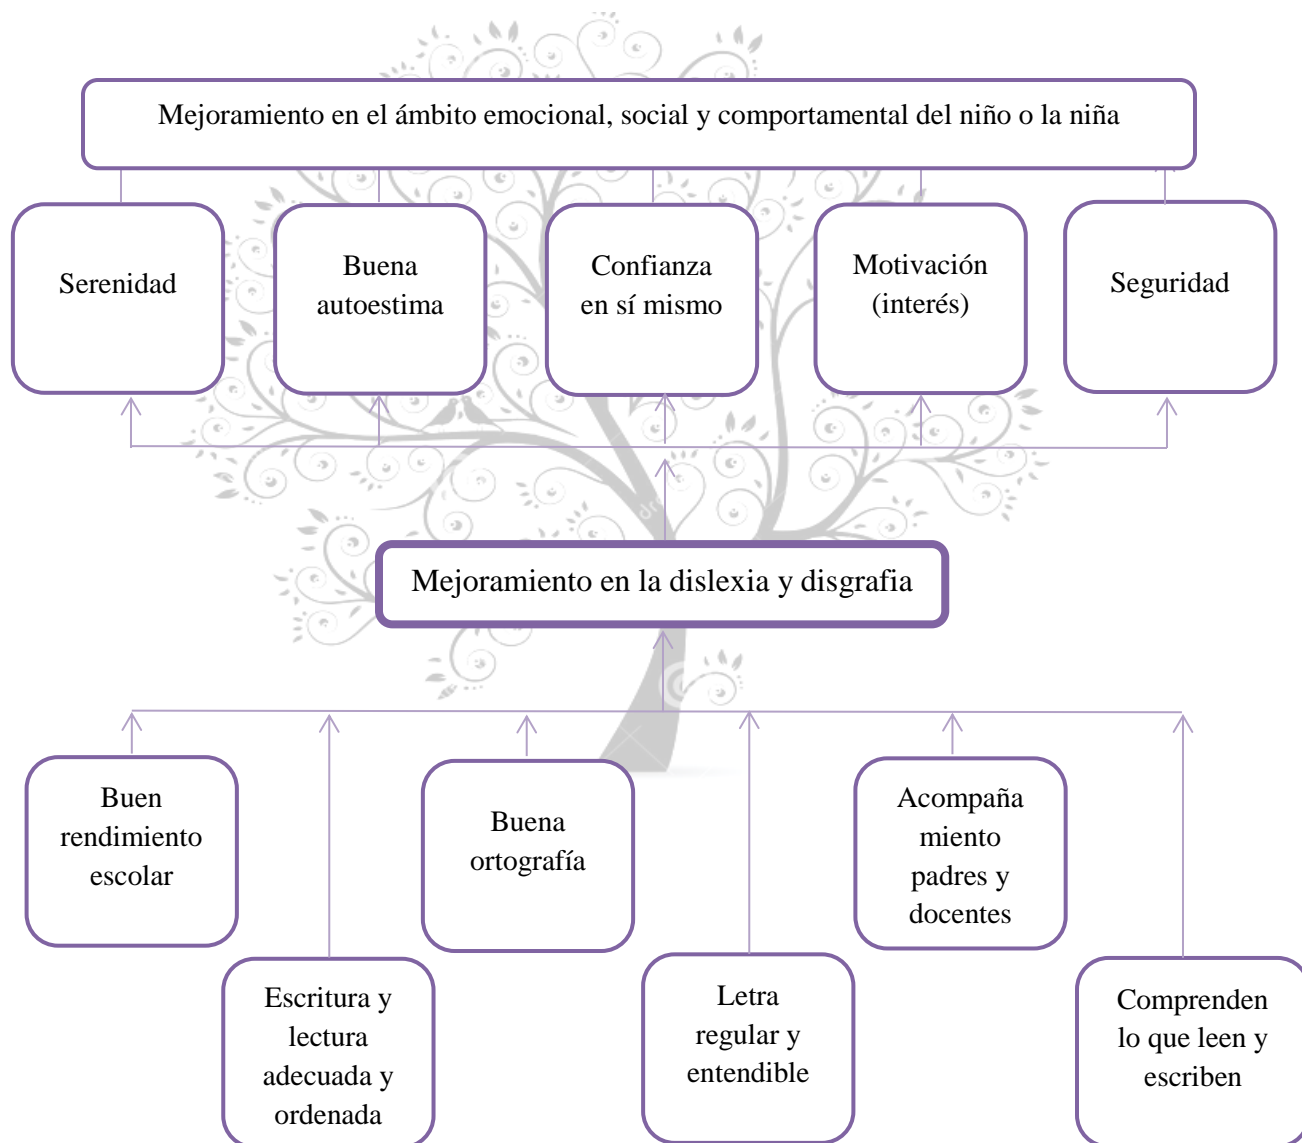 Mejoramiento en el ámbito emocional, social y comportamental del niño o la niña
Serenidad
Buena
autoestima
Confianza
en sí mismo
Motivación
(interés)
Seguridad
Mejoramiento en la dislexia y disgrafia
Buen
rendimiento
escolar
Buena
ortografía
Acompaña
miento
padres y
docentes
Escritura y
lectura
adecuada y
ordenada
Letra
regular y
entendible
Comprenden
lo que leen y
escriben